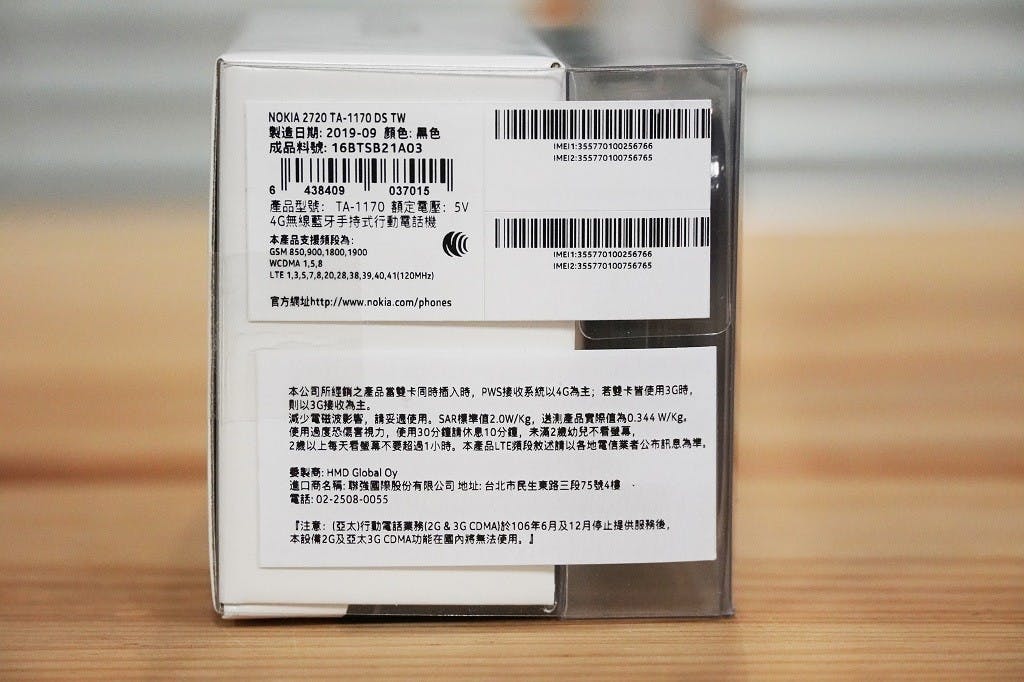 NOKIA 2720 TA-1170 DS TW
製造日期: 2019-09 顏色: 黑色
成品料號: 16BTSB21A03
6 438409 037015
產品型號: TA-1170 額定電壓: 5V
4G無線藍牙手持式行動電話機
本產品支援頻段為:
GSM 850,900,1800,1900
WCDMA 1,5,8
LTE 1,3,5,7,8,20,28,38,39,40,41(120MHz)
官方網址http://www.nokia.com/phones
IMEI1:355770100256766
IMEI2:355770100756765
IMEI1:355770100256766
IMEI2:355770100756765
本公司所經銷之產品當雙卡同時插入時，PWS接收系統以4G為主；若雙卡皆使用3G時，
則以3G接收為主。
減少電磁波影響，請妥適使用。SAR標準值2.0W/Kg，送測產品實際值為0.344 W/Kg。
使用過度恐傷害視力，使用30分鐘請休息10分鐘，未滿2歲幼兒不看螢幕，
2歲以上每天看螢幕不要超過1小時。本產品LTE頻段敘述請以各地電信業者公布訊息為準。
委製商: HMD Global Oy
進口商名稱: 聯強國際股份有限公司 地址: 台北市民生東路三段75號4樓
電話: 02-2508-0055
『注意：(亞太)行動電話業務(2G & 3G CDMA)於106年6月及12月停止提供服務後，
本設備2G及亞太3G CDMA功能在國內將無法使用。』